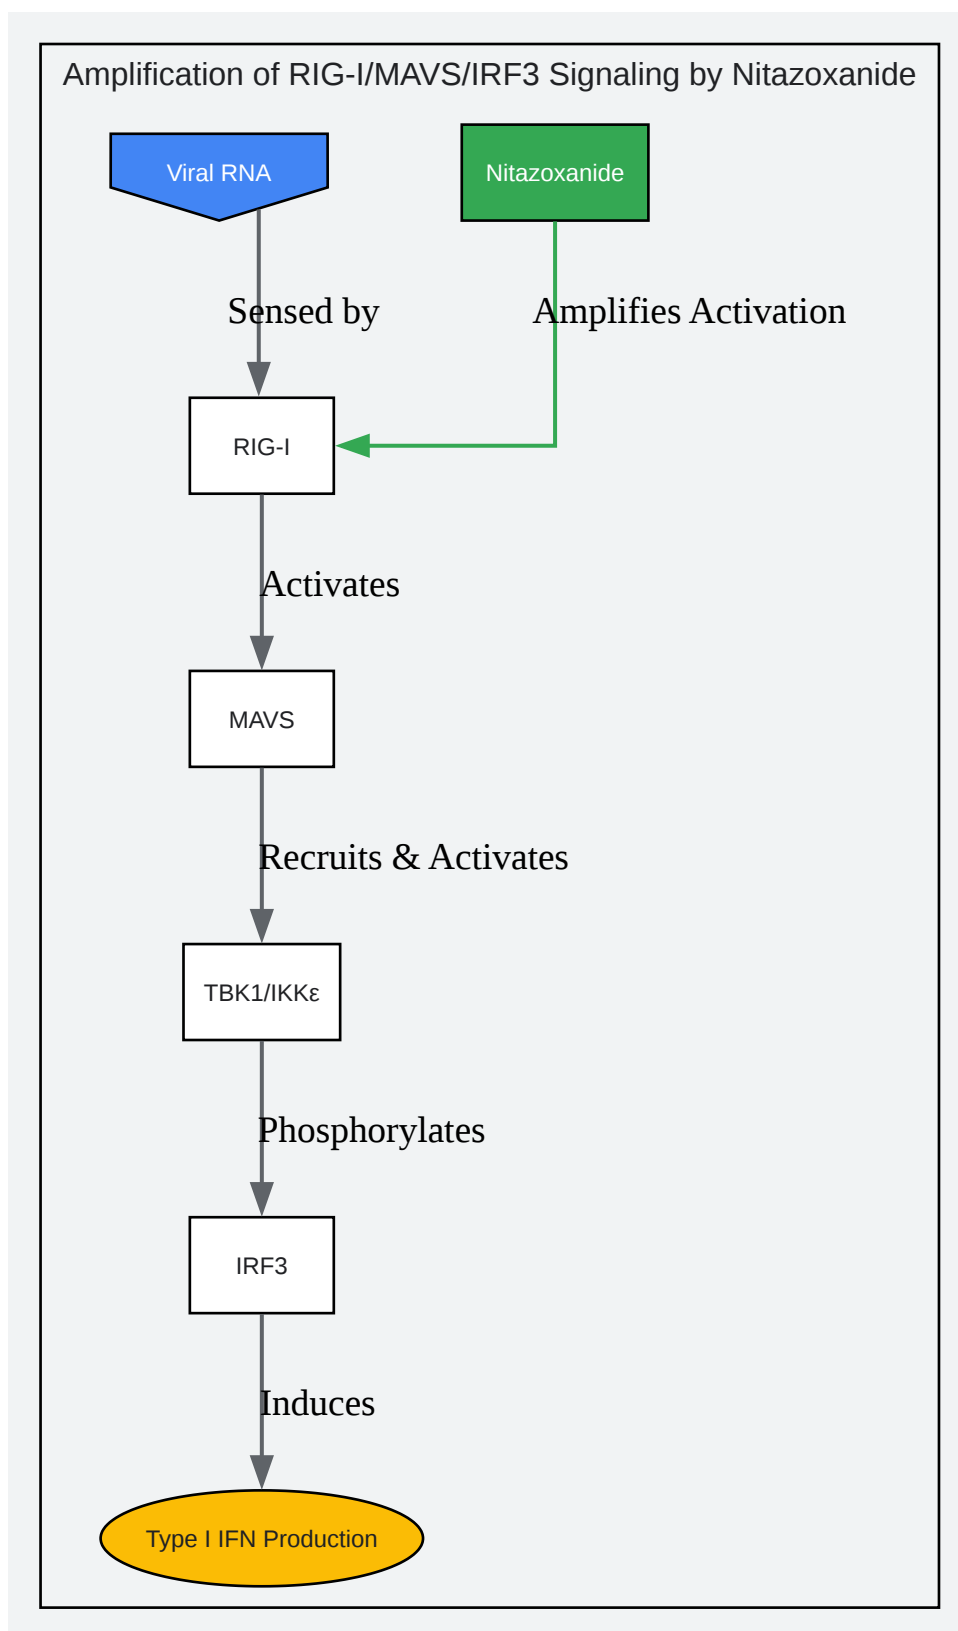 Amplification of RIG-I/MAVS/IRF3 Signaling by Nitazoxanide
Viral RNA
Nitazoxanide
Sensed by
Amplifies Activation
RIG-I
Activates
MAVS
Recruits & Activates
TBK1/IKKε
Phosphorylates
IRF3
Induces
Type I IFN Production